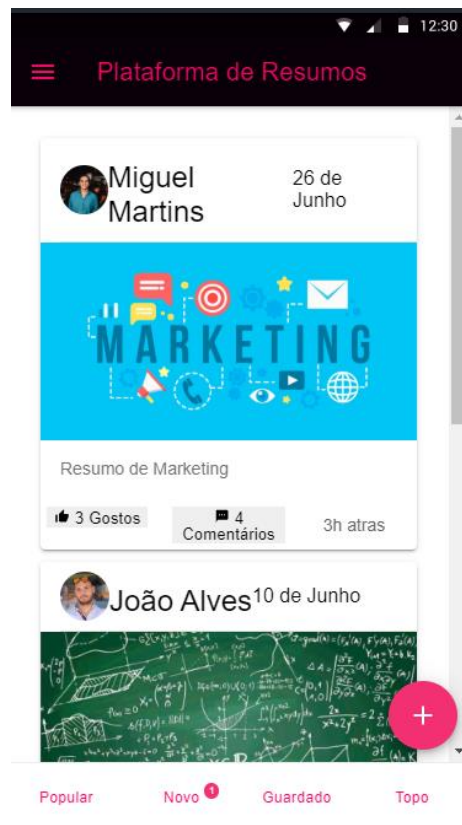 12:30
Plataforma de Resumos
Miguel
Martins
26 de
Junho
MARKETING
Resumo de Marketing
3 Gostos
4
Comentários
3h atras
João Alves
10 de Junho
+
Popular
Novo 1
Guardado
Topo